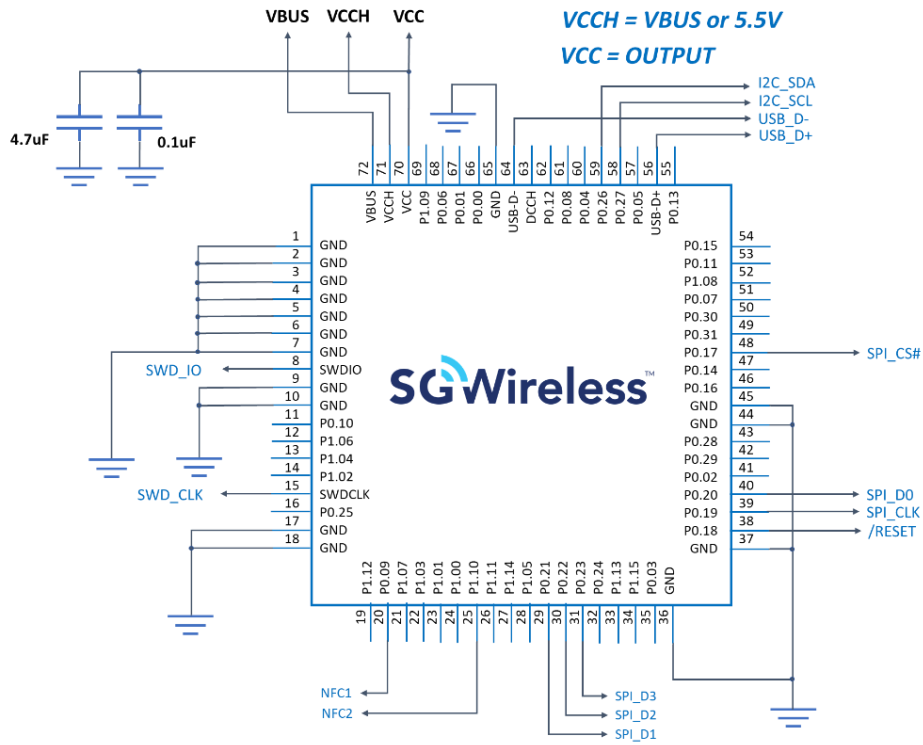 VBUS VCCH VCC
VCCH = VBUS or 5.5V
VCC = OUTPUT
4.7uF
0.1uF
I2C_SDA
I2C_SCL
USB_D-
USB_D+
72 71 70 69 68 67 66 65 64 63 62 61 60 59 58 57 56 55
VBUS VCCH VCC P1.09 P0.06 P0.01 P0.00 GND USB-D- DCCH P0.12 P0.08 P0.04 P0.26 P0.27 P0.05 USB-D+ P0.13
1 GND
2 GND
3 GND
4 GND
5 GND
6 GND
7 GND
SWD_IO 8 SWDIO
9 GND
10 GND
11 P0.10
12 P1.06
13 P1.04
14 P1.02
SWD_CLK 15 SWDCLK
16 P0.25
17 GND
18 GND
SGWireless™
P0.15 54
P0.11 53
P1.08 52
P0.07 51
P0.30 50
P0.31 49
P0.17 48 SPI_CS#
P0.14 47
P0.16 46
GND 45
GND 44
P0.28 43
P0.29 42
P0.02 41
P0.20 40 SPI_D0
P0.19 39 SPI_CLK
P0.18 38 /RESET
GND 37
P1.12 P0.09 P1.07 P1.03 P1.01 P1.00 P1.10 P1.11 P1.14 P1.05 P0.21 P0.22 P0.23 P0.24 P1.13 P1.15 P0.03 GND
19 20 21 22 23 24 25 26 27 28 29 30 31 32 33 34 35 36
NFC1
NFC2
SPI_D3
SPI_D2
SPI_D1